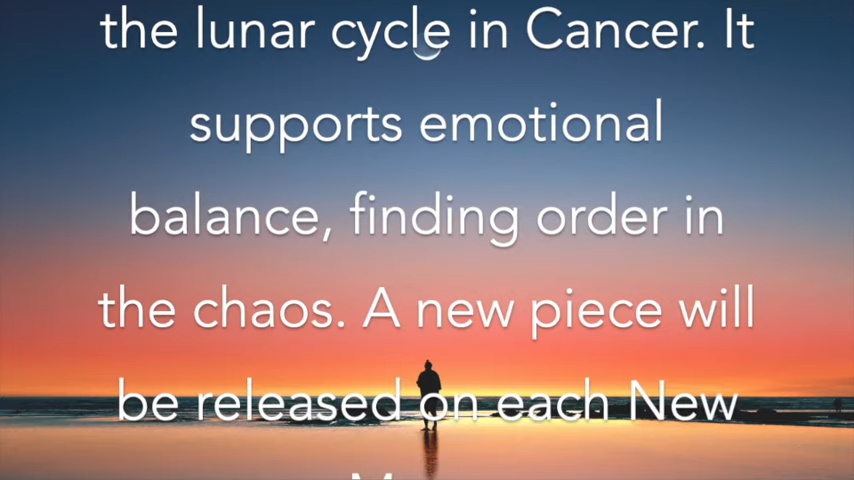 the lunar cycle in Cancer. It
supports emotional
balance, finding order in
the chaos. A new piece will
be released on each New